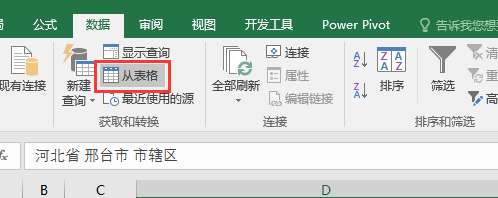 局 公式 数据 审阅 视图 开发工具 Power Pivot 告诉我您想
显示查询 连接 清
现有连接 新建 从表格 全部刷新 属性 排序 筛选 重
查询 最近使用的源 编辑链接 高
获取和转换 连接 排序和筛选
fx 河北省 邢台市 市辖区
B C D